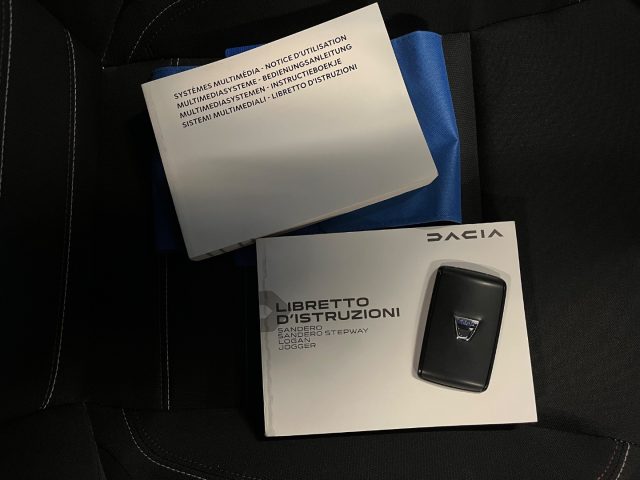 SYSTÈMES MULTIMÉDIA - NOTICE D'UTILISATION
MULTIMEDIASYSTEME - BEDIENUNGSANLEITUNG
MULTIMEDIASYSTEMEN - INSTRUCTIEBOEKJE
SISTEMI MULTIMEDIALI - LIBRETTO D'ISTRUZIONI
DACIA
LIBRETTO
D'ISTRUZIONI
SANDERO
SANDERO STEPWAY
LOGAN
JOGGER